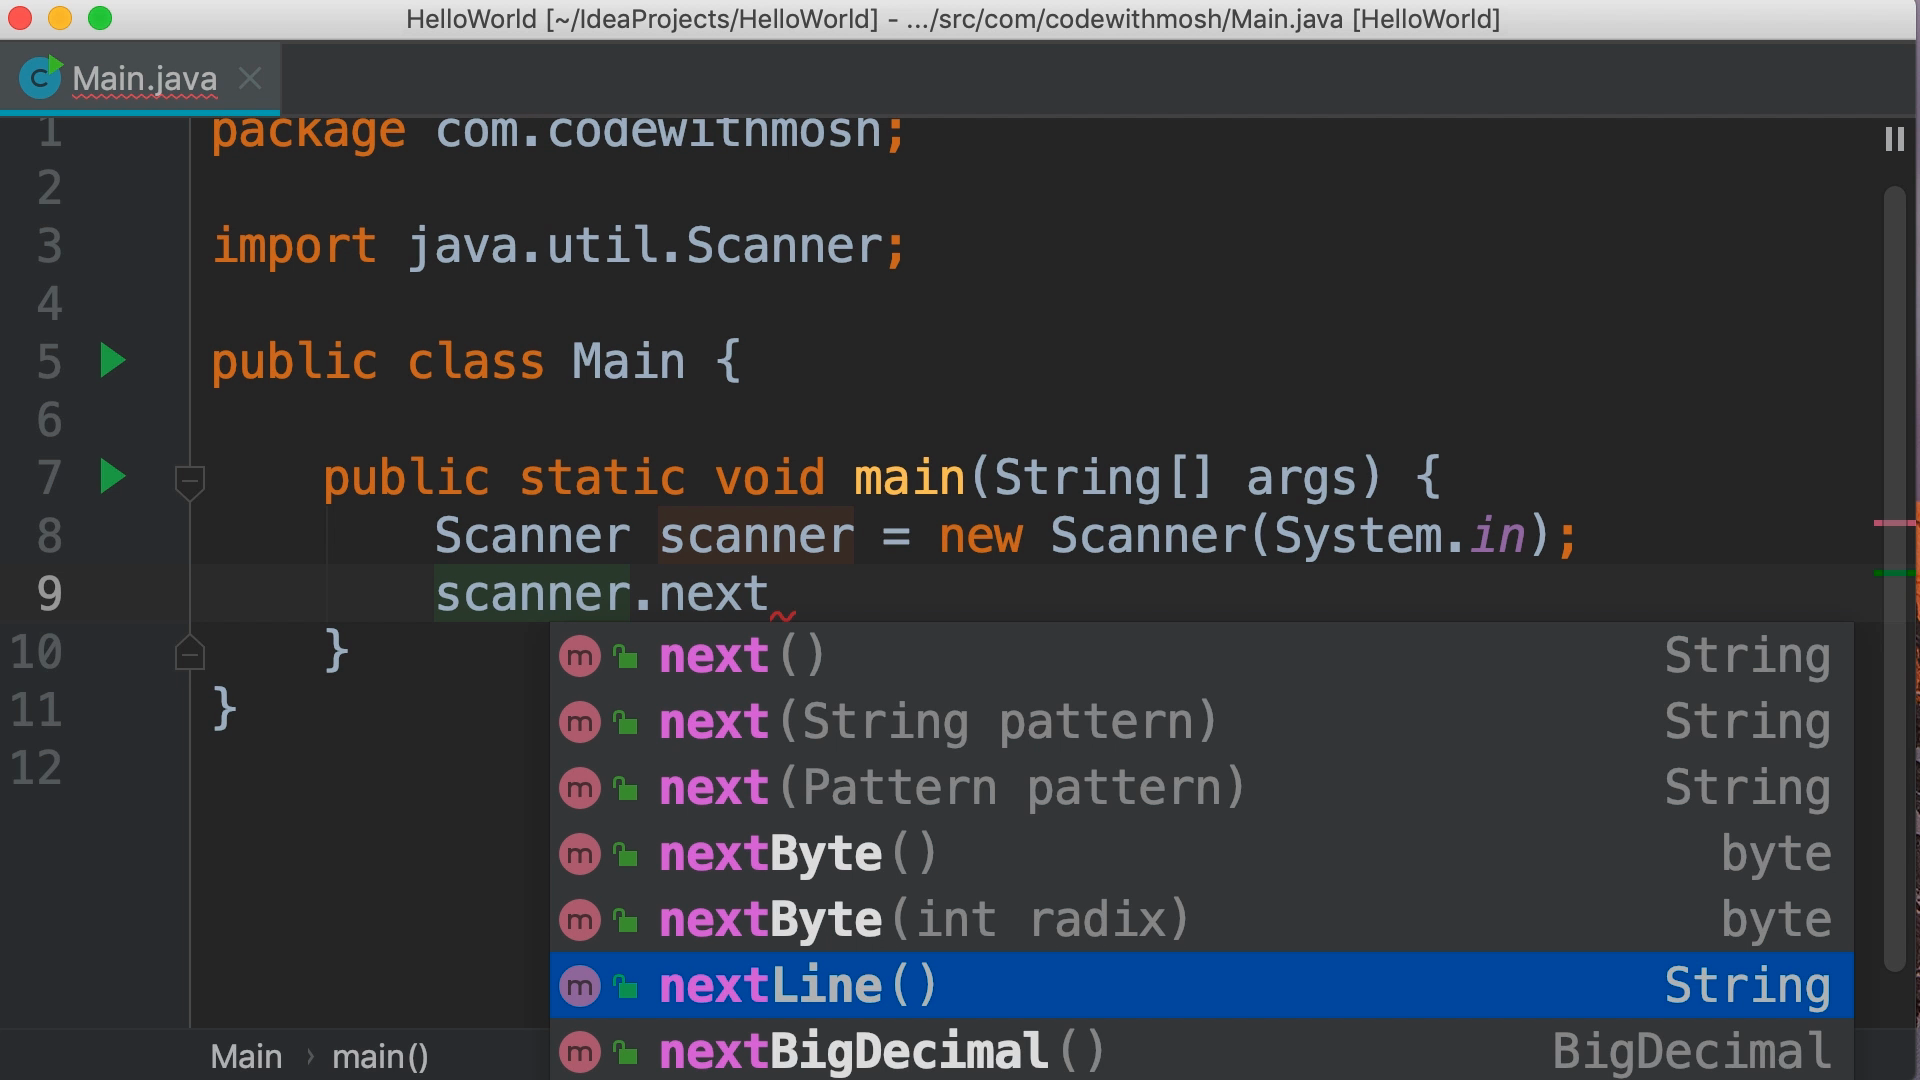 HelloWorld [~/IdeaProjects/HelloWorld] - .../src/com/codewithmosh/Main.java [HelloWorld]
Main.java
1 package com.codewithmosh;
2
3 import java.util.Scanner;
4
5 public class Main {
6
7 public static void main(String[] args) {
8 Scanner scanner = new Scanner(System.in);
9 scanner.next
10 }
11 }
12
m next() String
m next(String pattern) String
m next(Pattern pattern) String
m nextByte() byte
m nextByte(int radix) byte
m nextLine() String
m nextBigDecimal() BigDecimal
Main › main()